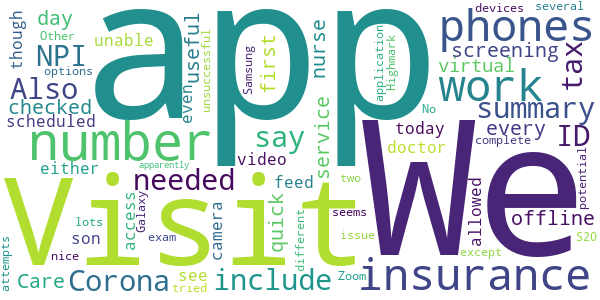 app
We
Visit
phones
work
number
insurance
needed
Corona
include
summary
say
ID
tax
NPI
Also
day
though
unable
useful
even
unsuccessful
first
nurse
Samsung
application
Highmark
devices
several
screening
virtual
No
every
checked
scheduled
Other
options
either
apparently
service
video
today
doctor
complete
potential
allowed
offline
S20
except
issue
two
seems
Zoom
feed
quick
different
camera
access
Galaxy
lots
son
exam
nice
Care
see
tried
attempts